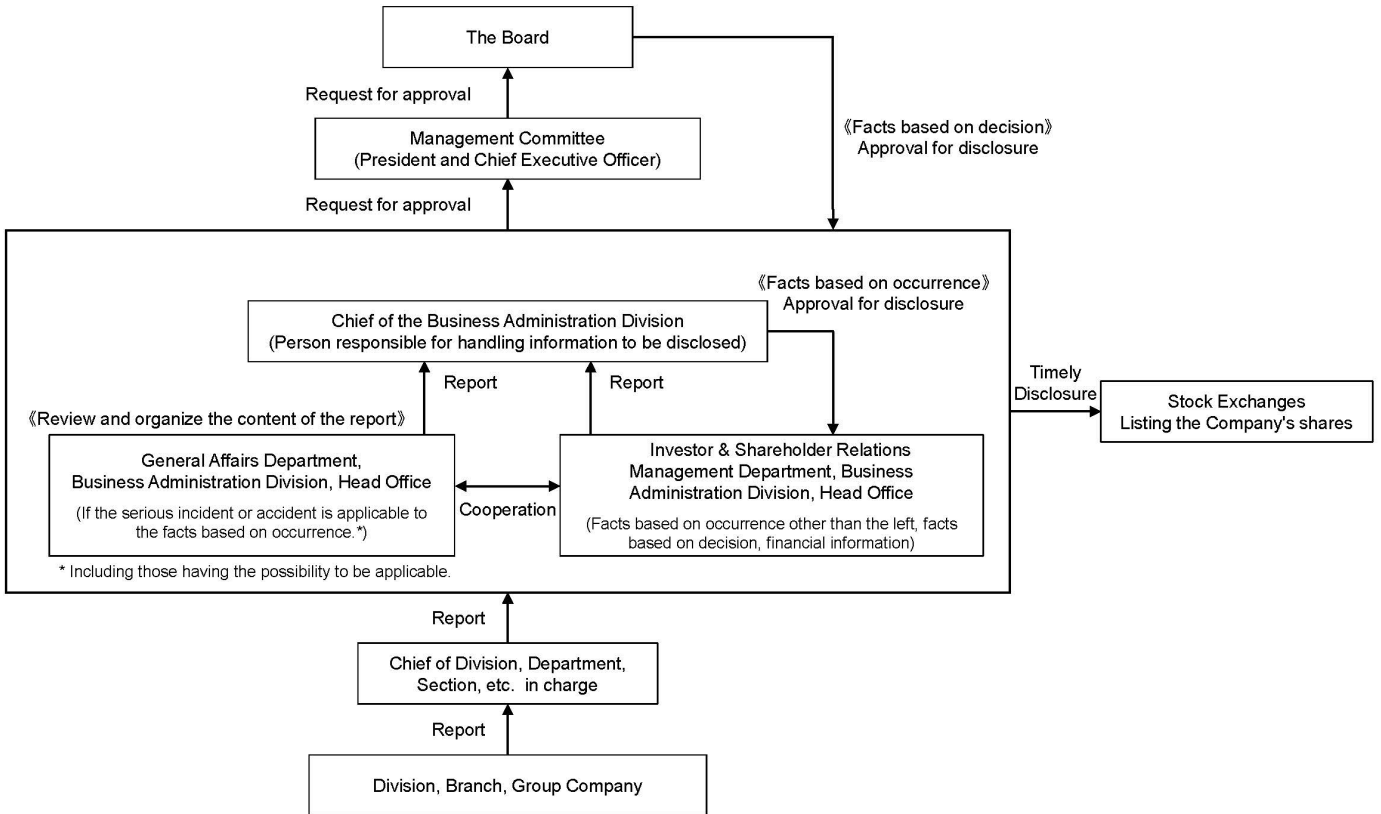 The Board
Request for approval
《Facts based on decision》
Approval for disclosure
Management Committee
(President and Chief Executive Officer)
Request for approval
《Facts based on occurrence》
Approval for disclosure
Chief of the Business Administration Division
(Person responsible for handling information to be disclosed)
Report
Report
Timely
Disclosure
Stock Exchanges
Listing the Company's shares
《Review and organize the content of the report》
General Affairs Department,
Business Administration Division, Head Office
(If the serious incident or accident is applicable to
the facts based on occurrence.*)
Cooperation
Investor & Shareholder Relations
Management Department, Business
Administration Division, Head Office
(Facts based on occurrence other than the left, facts
based on decision, financial information)
* Including those having the possibility to be applicable.
Report
Chief of Division, Department,
Section, etc. in charge
Report
Division, Branch, Group Company